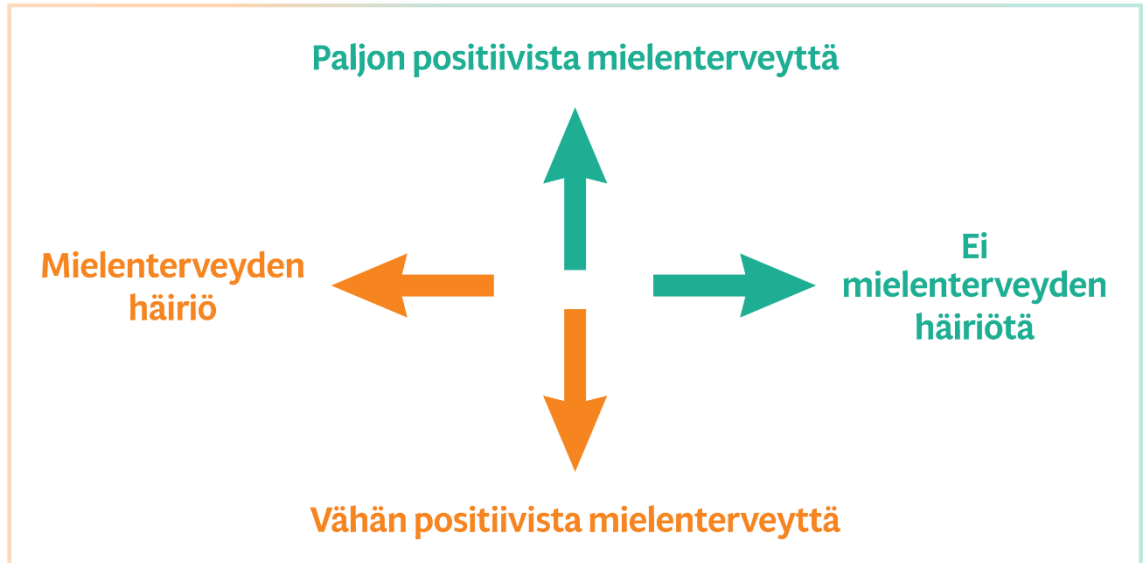 Paljon positiivista mielenterveyttä
Mielenterveyden
häiriö
Ei
mielenterveyden
häiriötä
Vähän positiivista mielenterveyttä